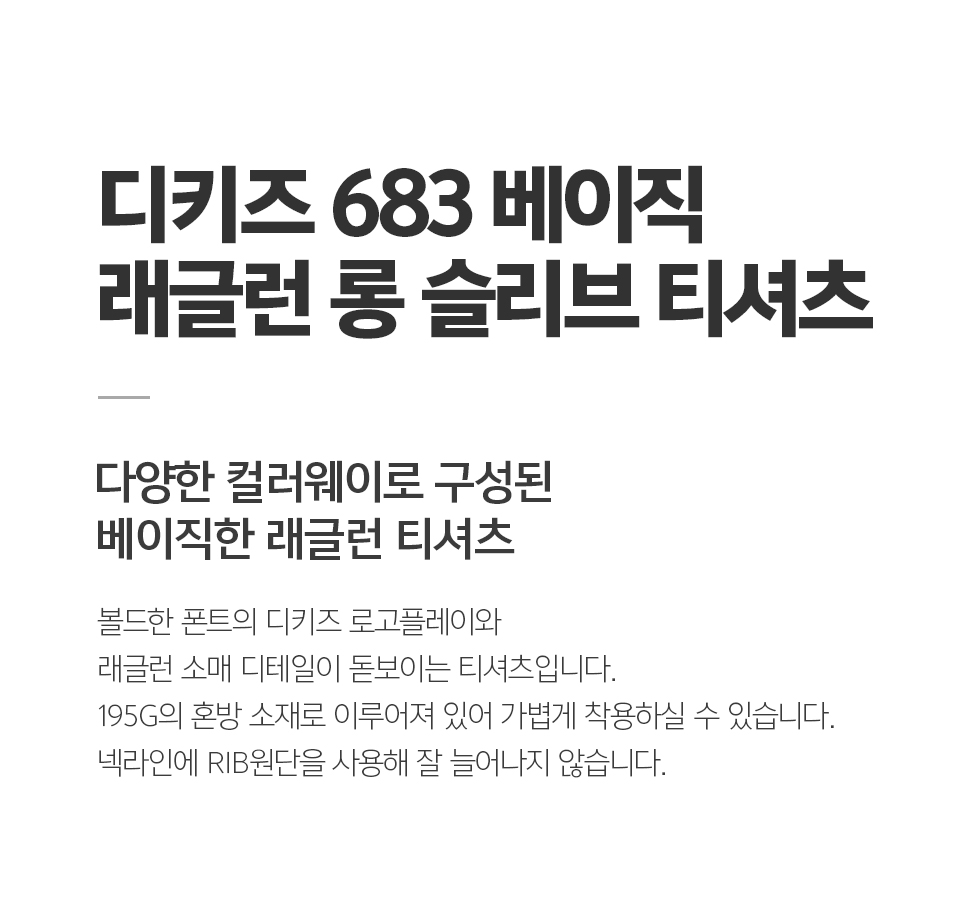 디키즈 683 베이직
래글런 롱 슬리브 티셔츠
다양한 컬러웨이로 구성된
베이직한 래글런 티셔츠
볼드한 폰트의 디키즈 로고플레이와
래글런 소매 디테일이 돋보이는 티셔츠입니다.
195G의 혼방 소재로 이루어져 있어 가볍게 착용하실 수 있습니다.
넥라인에 RIB원단을 사용해 잘 늘어나지 않습니다.